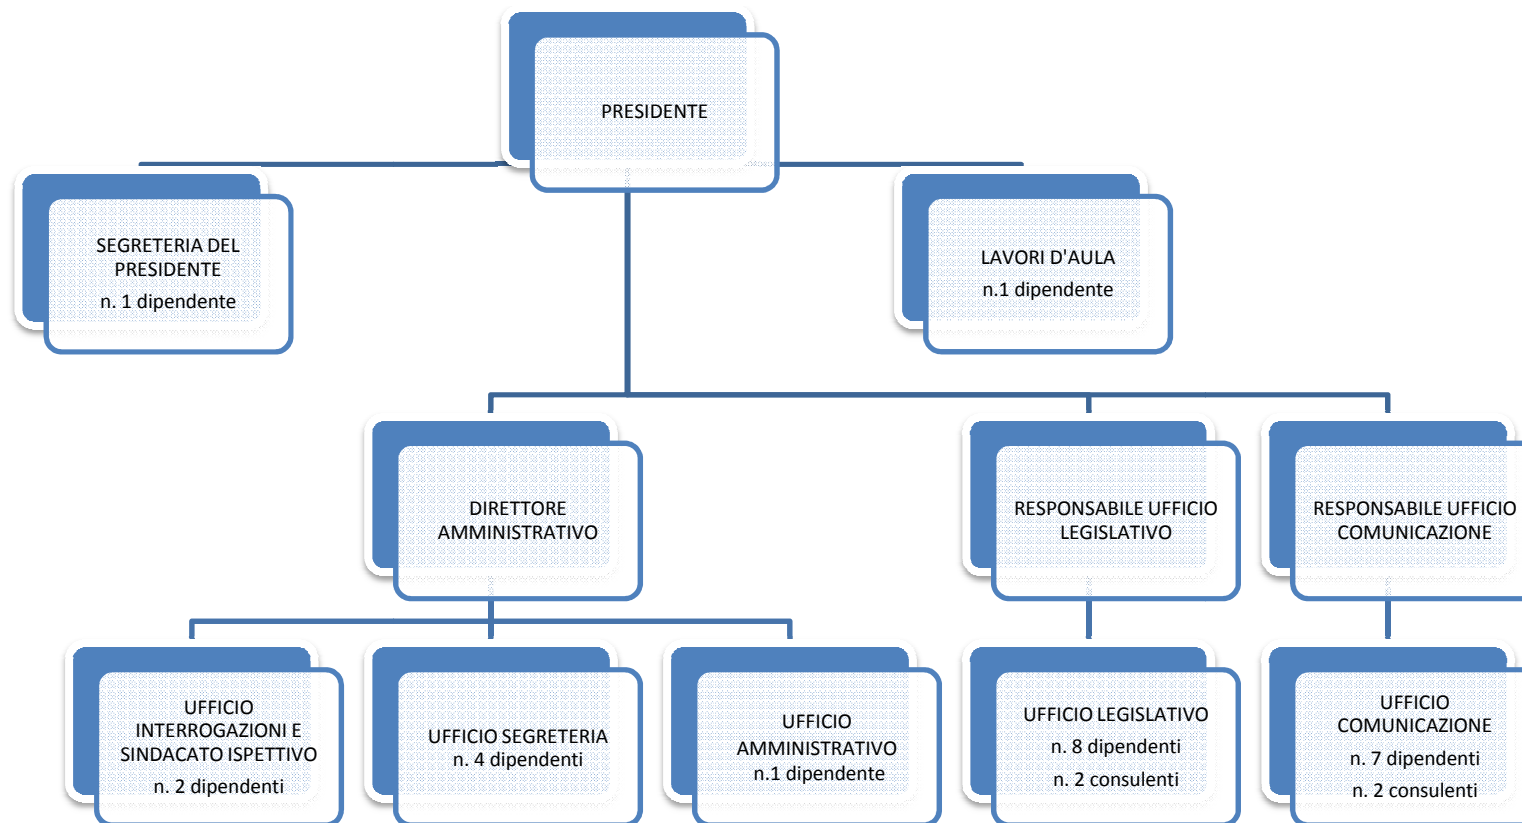 PRESIDENTE
SEGRETERIA DEL
PRESIDENTE
n. 1 dipendente
LAVORI D'AULA
n.1 dipendente
DIRETTORE
AMMINISTRATIVO
RESPONSABILE UFFICIO
LEGISLATIVO
RESPONSABILE UFFICIO
COMUNICAZIONE
UFFICIO
INTERROGAZIONI E
SINDACATO ISPETTIVO
n. 2 dipendenti
UFFICIO SEGRETERIA
n. 4 dipendenti
UFFICIO
AMMINISTRATIVO
n.1 dipendente
UFFICIO LEGISLATIVO
n. 8 dipendenti
n. 2 consulenti
UFFICIO
COMUNICAZIONE
n. 7 dipendenti
n. 2 consulenti